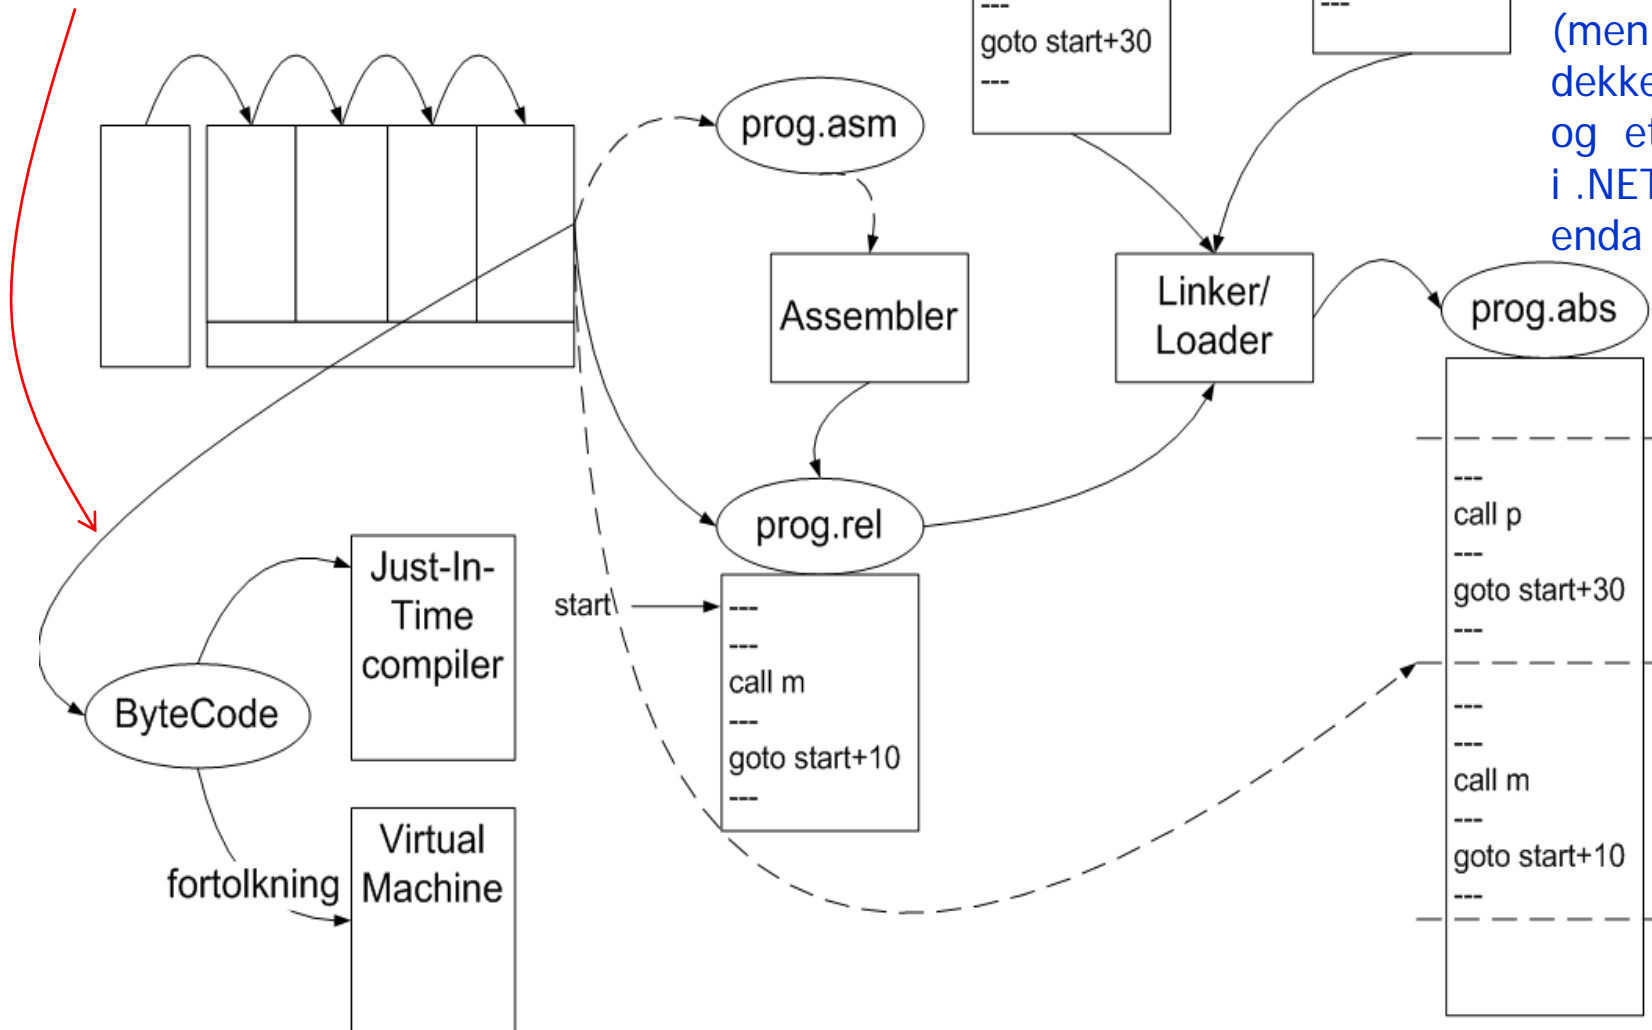 ---
goto start+30
---
---
(men
dekke
og et
i .NET
enda
prog.asm
Assembler
Linker/
Loader
prog.abs
---
call p
---
goto start+30
---
---
---
call m
---
goto start+10
---
prog.rel
start
---
---
call m
---
goto start+10
---
Just-In-
Time
compiler
ByteCode
fortolkning
Virtual
Machine